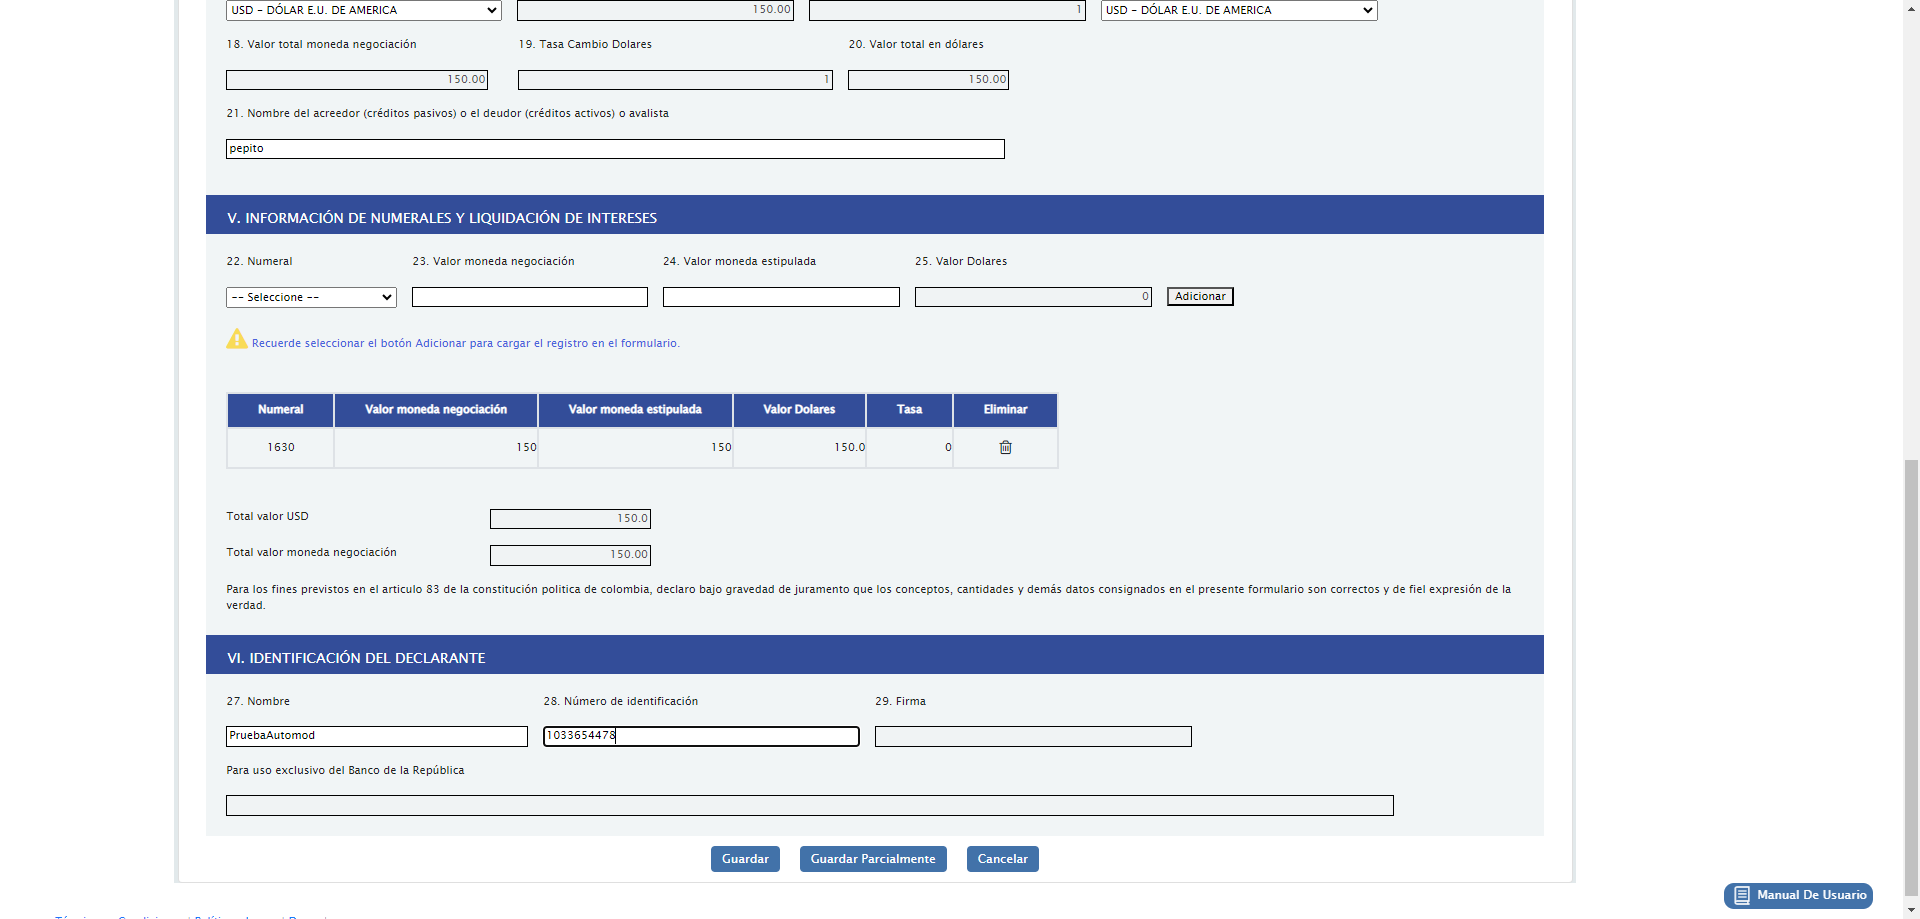 USD - DÓLAR E.U. DE AMERICA 150.00 1 USD - DÓLAR E.U. DE AMERICA
18. Valor total moneda negociación 19. Tasa Cambio Dolares 20. Valor total en dólares
150.00 1 150.00
21. Nombre del acreedor (créditos pasivos) o el deudor (créditos activos) o avalista
pepito
V. INFORMACIÓN DE NUMERALES Y LIQUIDACIÓN DE INTERESES
22. Numeral 23. Valor moneda negociación 24. Valor moneda estipulada 25. Valor Dolares
-- Seleccione -- 0 Adicionar
Recuerde seleccionar el botón Adicionar para cargar el registro en el formulario.
Numeral Valor moneda negociación Valor moneda estipulada Valor Dolares Tasa Eliminar
1630 150 150 150.0 0
Total valor USD 150.0
Total valor moneda negociación 150.00
Para los fines previstos en el articulo 83 de la constitución politica de colombia, declaro bajo gravedad de juramento que los conceptos, cantidades y demás datos consignados en el presente formulario son correctos y de fiel expresión de la
verdad.
VI. IDENTIFICACIÓN DEL DECLARANTE
27. Nombre 28. Número de identificación 29. Firma
PruebaAutomod 1033654478
Para uso exclusivo del Banco de la República
Guardar Guardar Parcialmente Cancelar
Manual De Usuario